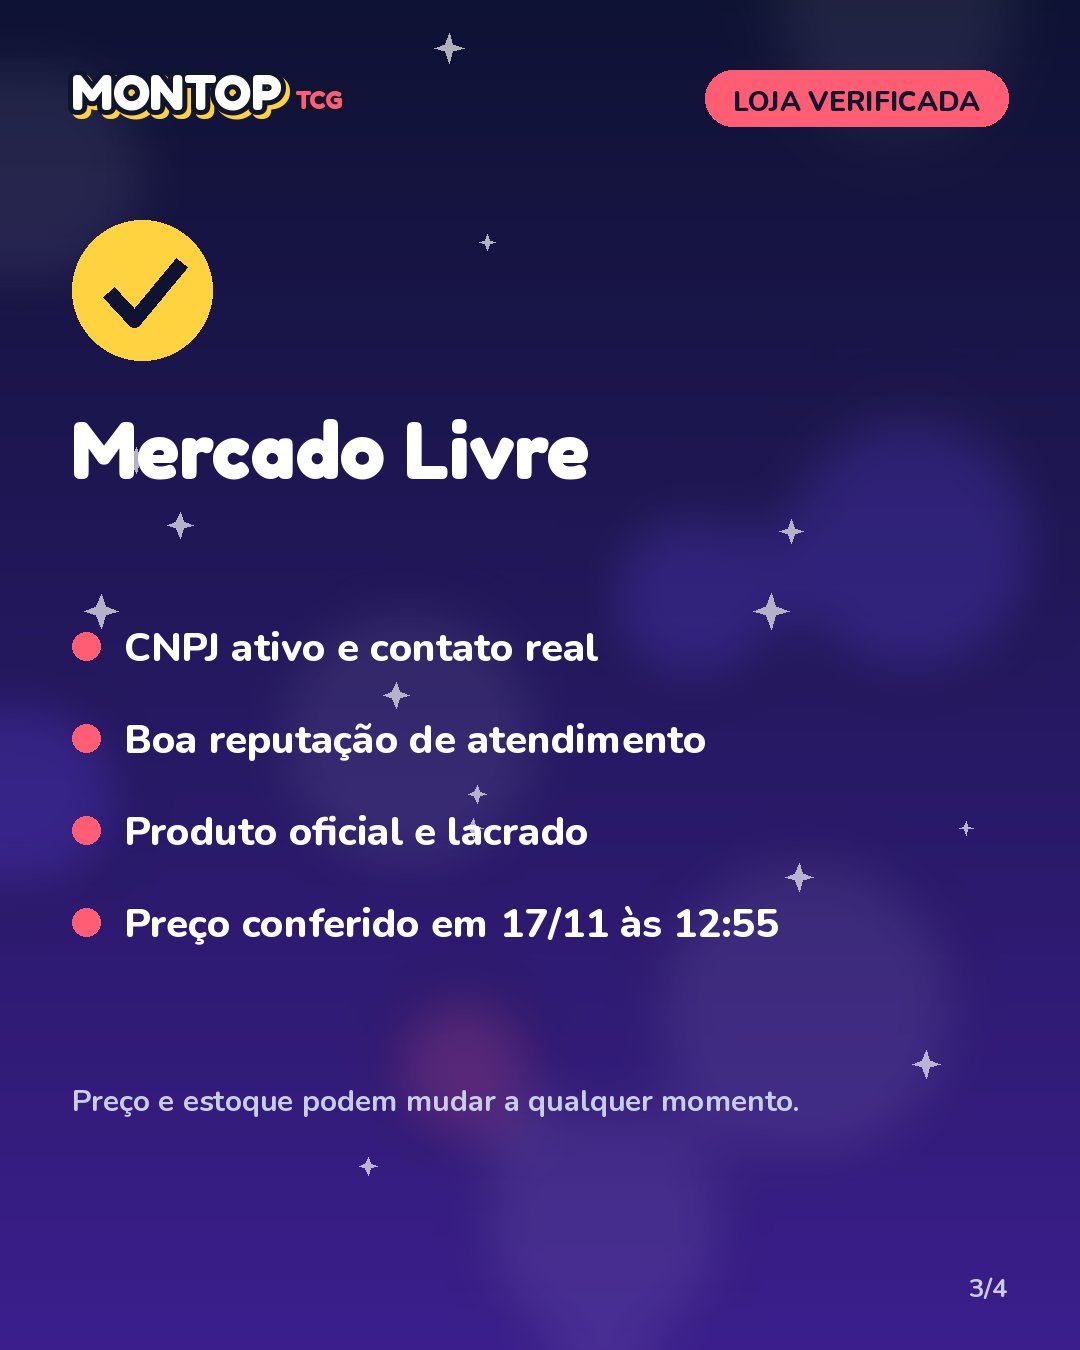 MONTOP TCG
LOJA VERIFICADA
Mercado Livre
CNPJ ativo e contato real
Boa reputação de atendimento
Produto oficial e lacrado
Preço conferido em 17/11 às 12:55
Preço e estoque podem mudar a qualquer momento.
3/4